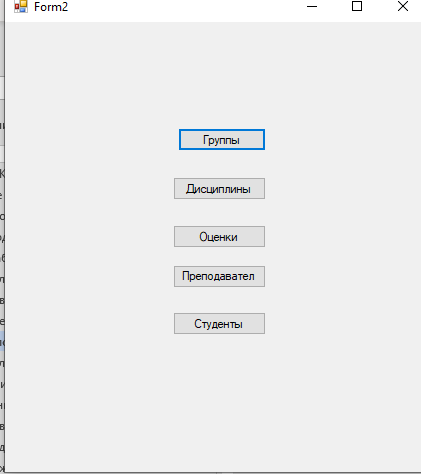 Form2
Группы
Дисциплины
Оценки
Преподавател
Студенты